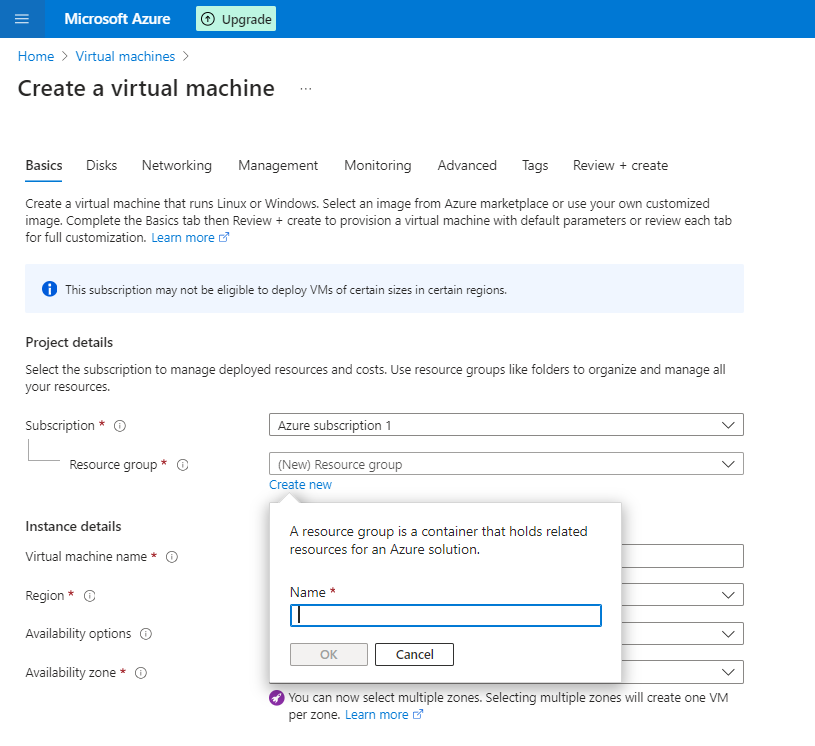 Microsoft Azure
Upgrade
Home > Virtual machines >
Create a virtual machine ...
Basics Disks Networking Management Monitoring Advanced Tags Review + create
Create a virtual machine that runs Linux or Windows. Select an image from Azure marketplace or use your own customized
image. Complete the Basics tab then Review + create to provision a virtual machine with default parameters or review each tab
for full customization. Learn more
This subscription may not be eligible to deploy VMs of certain sizes in certain regions.
Project details
Select the subscription to manage deployed resources and costs. Use resource groups like folders to organize and manage all
your resources.
Subscription *
Azure subscription 1
Resource group *
(New) Resource group
Create new
A resource group is a container that holds related
resources for an Azure solution.
Name *
OK
Cancel
Instance details
Virtual machine name *
Region *
Availability options
Availability zone *
You can now select multiple zones. Selecting multiple zones will create one VM
per zone. Learn more